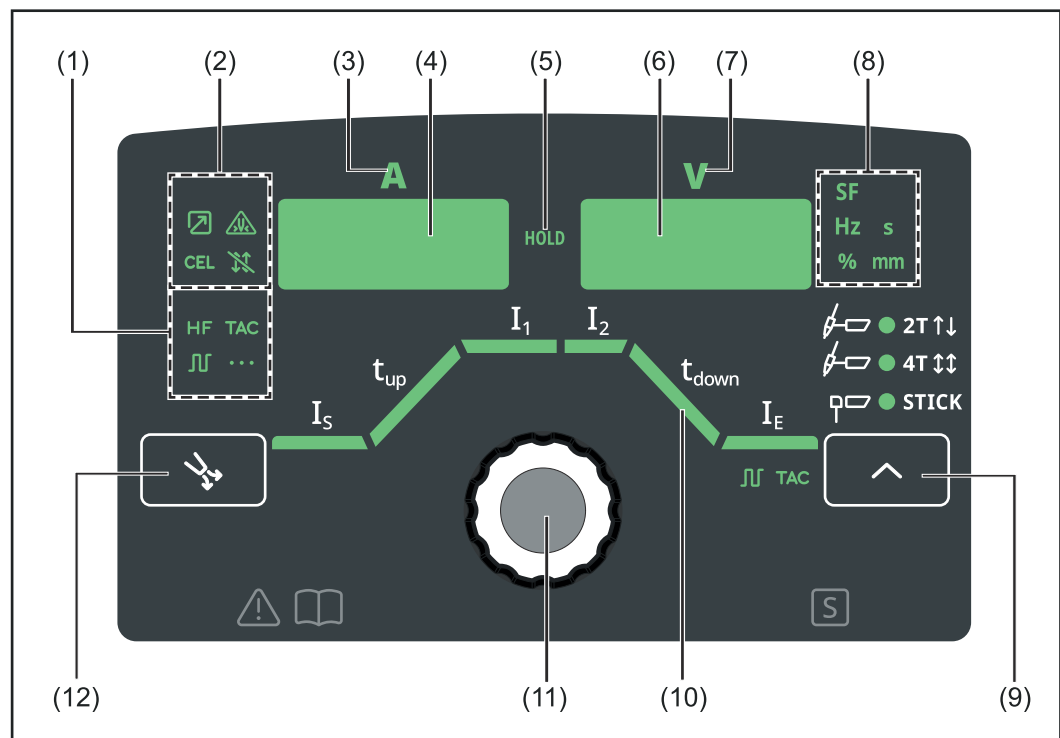 (1) (2) (3) (4) (5) (6) (7) (8)
A V
SF
HOLD
Hz s
CEL
% mm
HF TAC
I1 I2
2T ↑↓
...
tup tdown
4T ↕↕
IS IE
STICK
TAC
S
(12) (11) (10) (9)